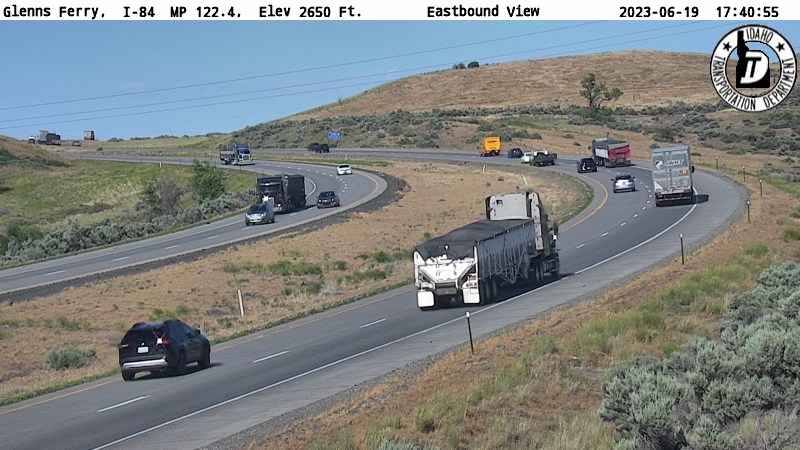 Glenns Ferry, I-84 MP 122.4, Elev 2650 Ft. Eastbound View 2023-06-19 17:40:55
IDAHO
TRANSPORTATION DEPARTMENT